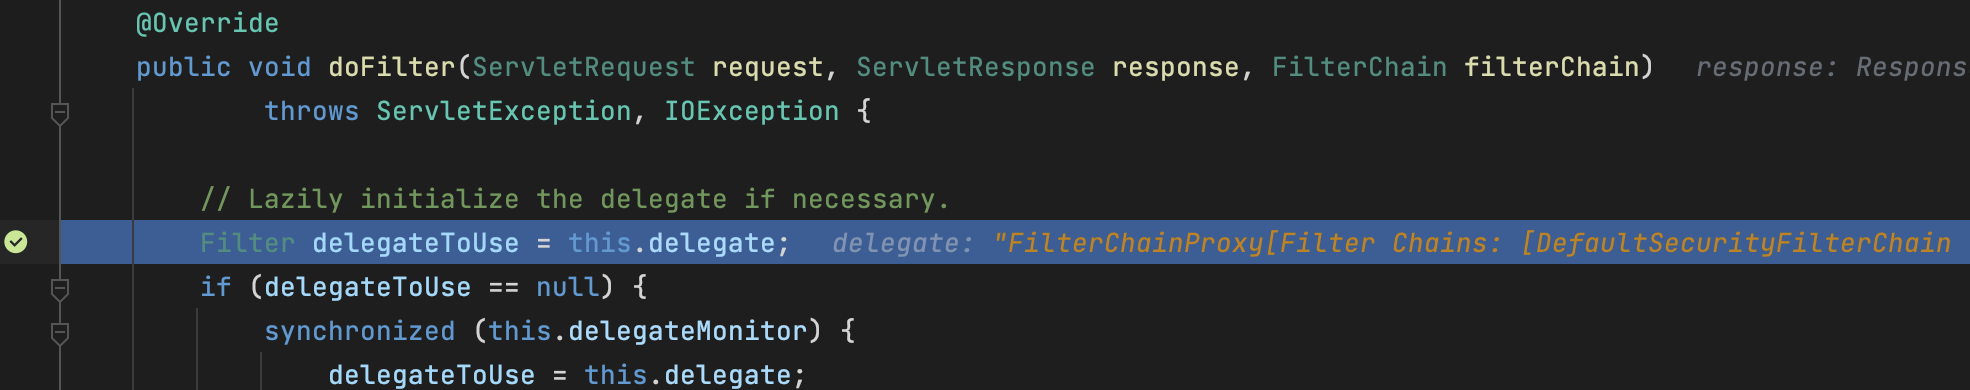 @Override
public void doFilter(ServletRequest request, ServletResponse response, FilterChain filterChain) response: Respons
throws ServletException, IOException {
// Lazily initialize the delegate if necessary.
Filter delegateToUse = this.delegate; delegate: "FilterChainProxy[Filter Chains: [DefaultSecurityFilterChain
if (delegateToUse == null) {
synchronized (this.delegateMonitor) {
delegateToUse = this.delegate;